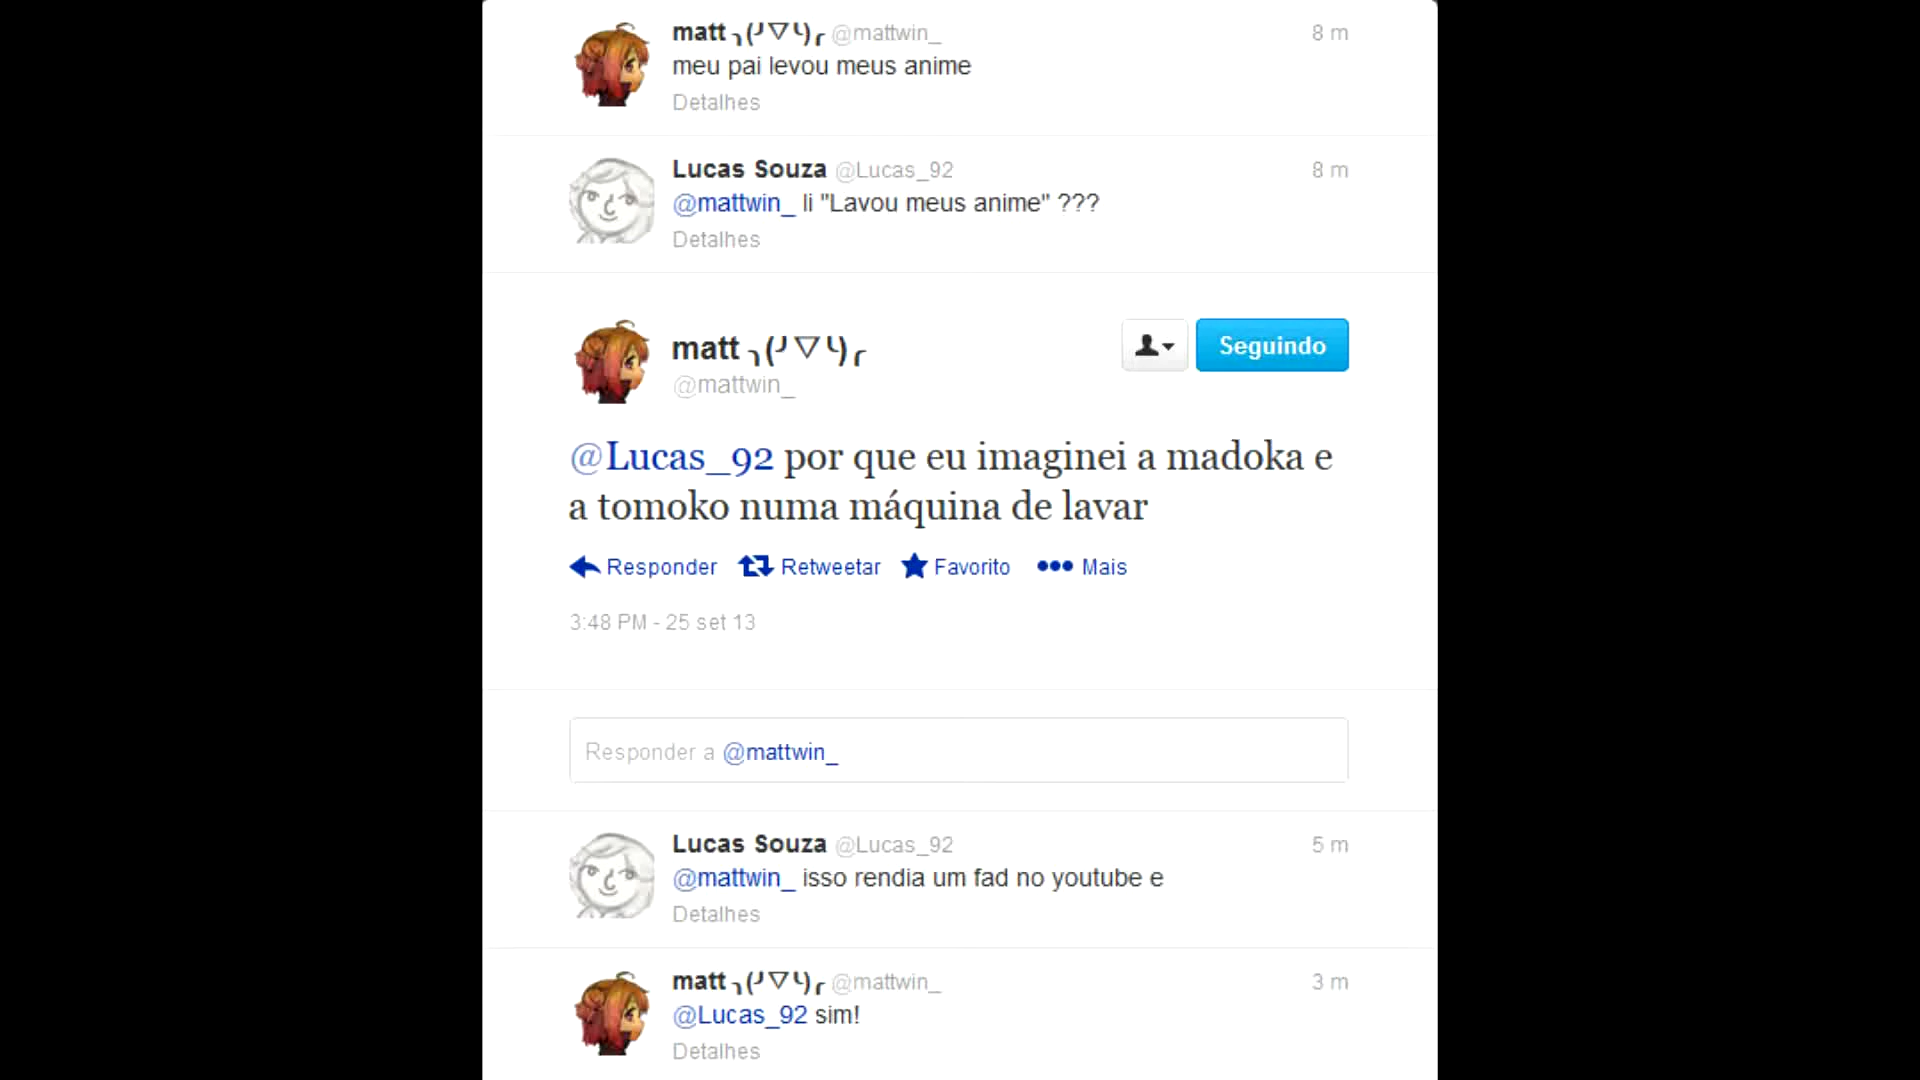 matt ╮(╯▽╰)╭ @mattwin_ 8 m
meu pai levou meus anime
Detalhes
Lucas Souza @Lucas_92 8 m
@mattwin_ li "Lavou meus anime" ???
Detalhes
matt ╮(╯▽╰)╭
@mattwin_
Seguindo
@Lucas_92 por que eu imaginei a madoka e
a tomoko numa máquina de lavar
Responder Retweetar Favorito Mais
3:48 PM - 25 set 13
Responder a @mattwin_
Lucas Souza @Lucas_92 5 m
@mattwin_ isso rendia um fad no youtube e
Detalhes
matt ╮(╯▽╰)╭ @mattwin_ 3 m
@Lucas_92 sim!
Detalhes